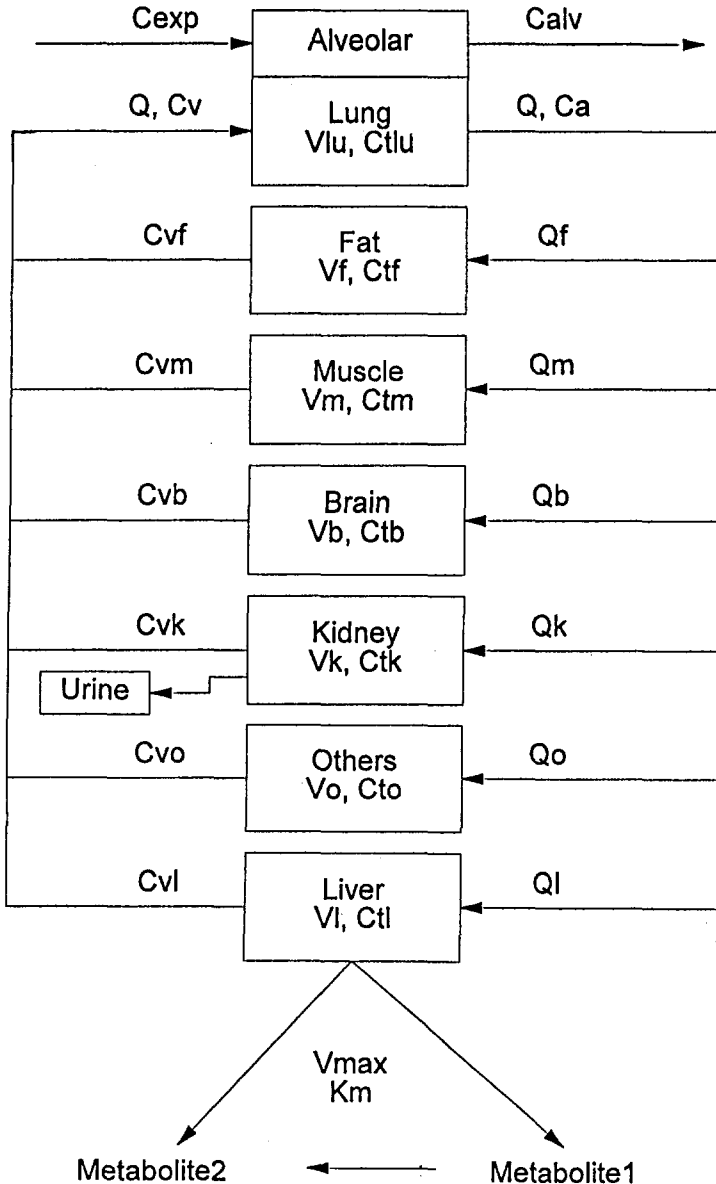 Cexp
Alveolar
Calv
Q, Cv
Lung
Vlu, Ctlu
Q, Ca
Cvf
Fat
Vf, Ctf
Qf
Cvm
Muscle
Vm, Ctm
Qm
Cvb
Brain
Vb, Ctb
Qb
Cvk
Kidney
Vk, Ctk
Qk
Urine
Cvo
Others
Vo, Cto
Qo
Cvl
Liver
Vl, Ctl
Ql
Vmax
Km
Metabolite2
Metabolite1